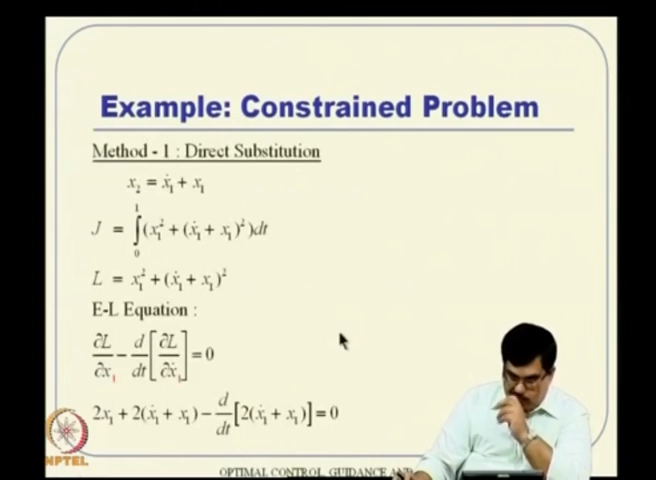 Example: Constrained Problem
Method - 1 : Direct Substitution
x₂ = ẋ₁ + x₁
J = ∫₀¹ (x₁² + (ẋ₁ + x₁)²) dt
L = x₁² + (ẋ₁ + x₁)²
E-L Equation :
∂L/∂x₁ − d/dt [∂L/∂ẋ₁] = 0
2x₁ + 2(ẋ₁ + x₁) − d/dt [2(ẋ₁ + x₁)] = 0
NPTEL
OPTIMAL CONTROL, GUIDANCE AND